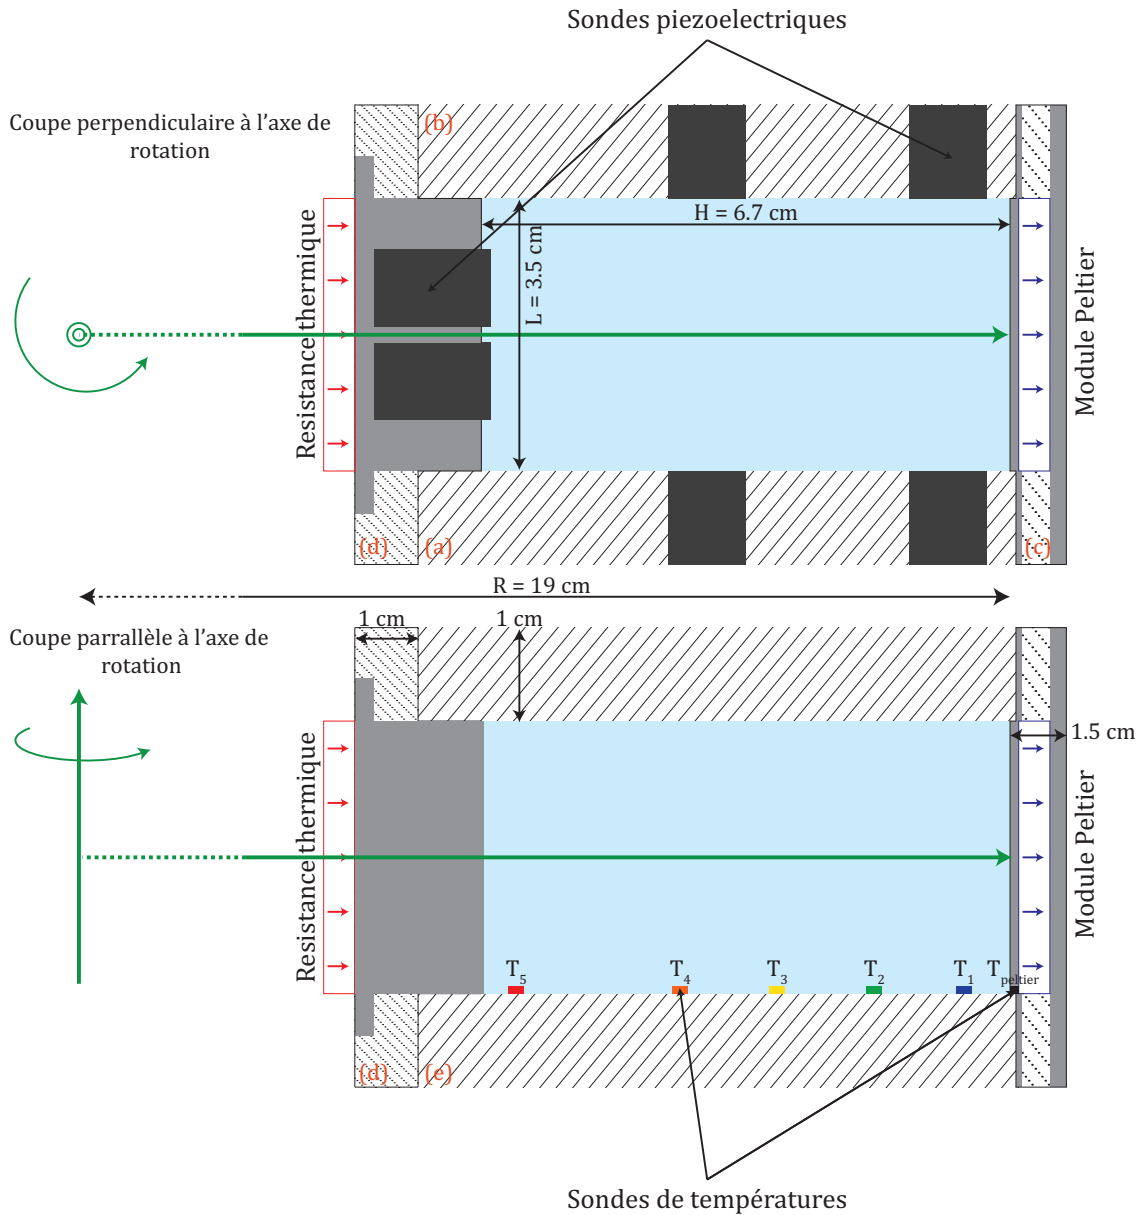 Sondes piezoelectriques
Coupe perpendiculaire à l'axe de
rotation
(b)
Resistance thermique
H = 6.7 cm
L = 3.5 cm
Module Peltier
(d)
(a)
(c)
R = 19 cm
1 cm
1 cm
Coupe parrallèle à l'axe de
rotation
1.5 cm
Resistance thermique
Module Peltier
T5
T4
T3
T2
T1
Tpeltier
(d)
(e)
Sondes de températures